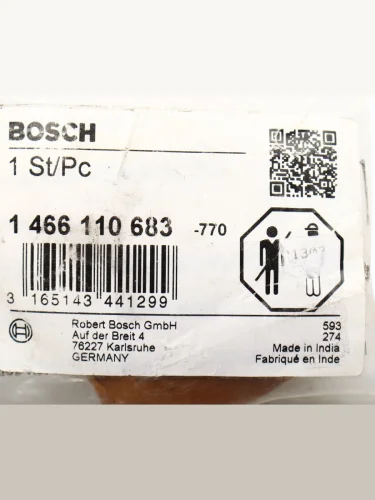 BOSCH
1 St/Pc
1 466 110 683 -770
3 165143 441299
Robert Bosch GmbH
Auf der Breit 4
76227 Karlsruhe
GERMANY
593
274
Made in India
Fabriqué en Inde